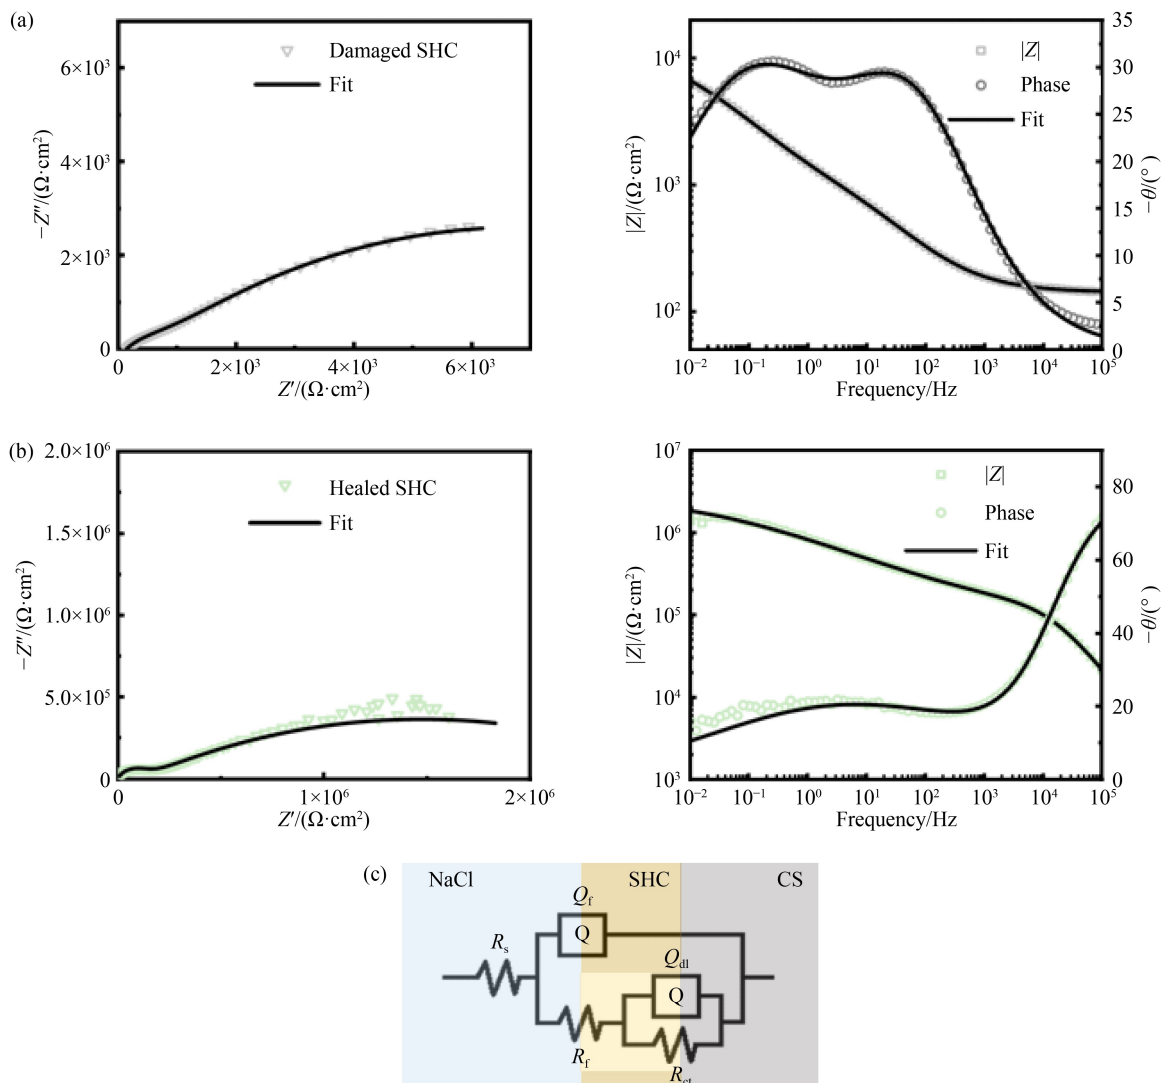 (a)
7
6×10³
4×10³
2×10³
0
−Z″/(Ω·cm²)
Damaged SHC
Fit
0
2×10³
4×10³
6×10³
Z′/(Ω·cm²)
10⁴
10³
10²
|Z|/(Ω·cm²)
|Z|
Phase
Fit
35
30
25
20
15
10
5
0
−θ/(°)
10⁻²
10⁻¹
10⁰
10¹
10²
10³
10⁴
10⁵
Frequency/Hz
(b)
2.0×10⁶
1.5×10⁶
1.0×10⁶
5.0×10⁵
0
−Z″/(Ω·cm²)
Healed SHC
Fit
0
1×10⁶
2×10⁶
Z′/(Ω·cm²)
10⁷
10⁶
10⁵
10⁴
10³
|Z|/(Ω·cm²)
|Z|
Phase
Fit
80
60
40
20
0
−θ/(°)
10⁻²
10⁻¹
10⁰
10¹
10²
10³
10⁴
10⁵
Frequency/Hz
(c)
NaCl
SHC
CS
Q_f
Q
R_s
Q_dl
Q
R_f